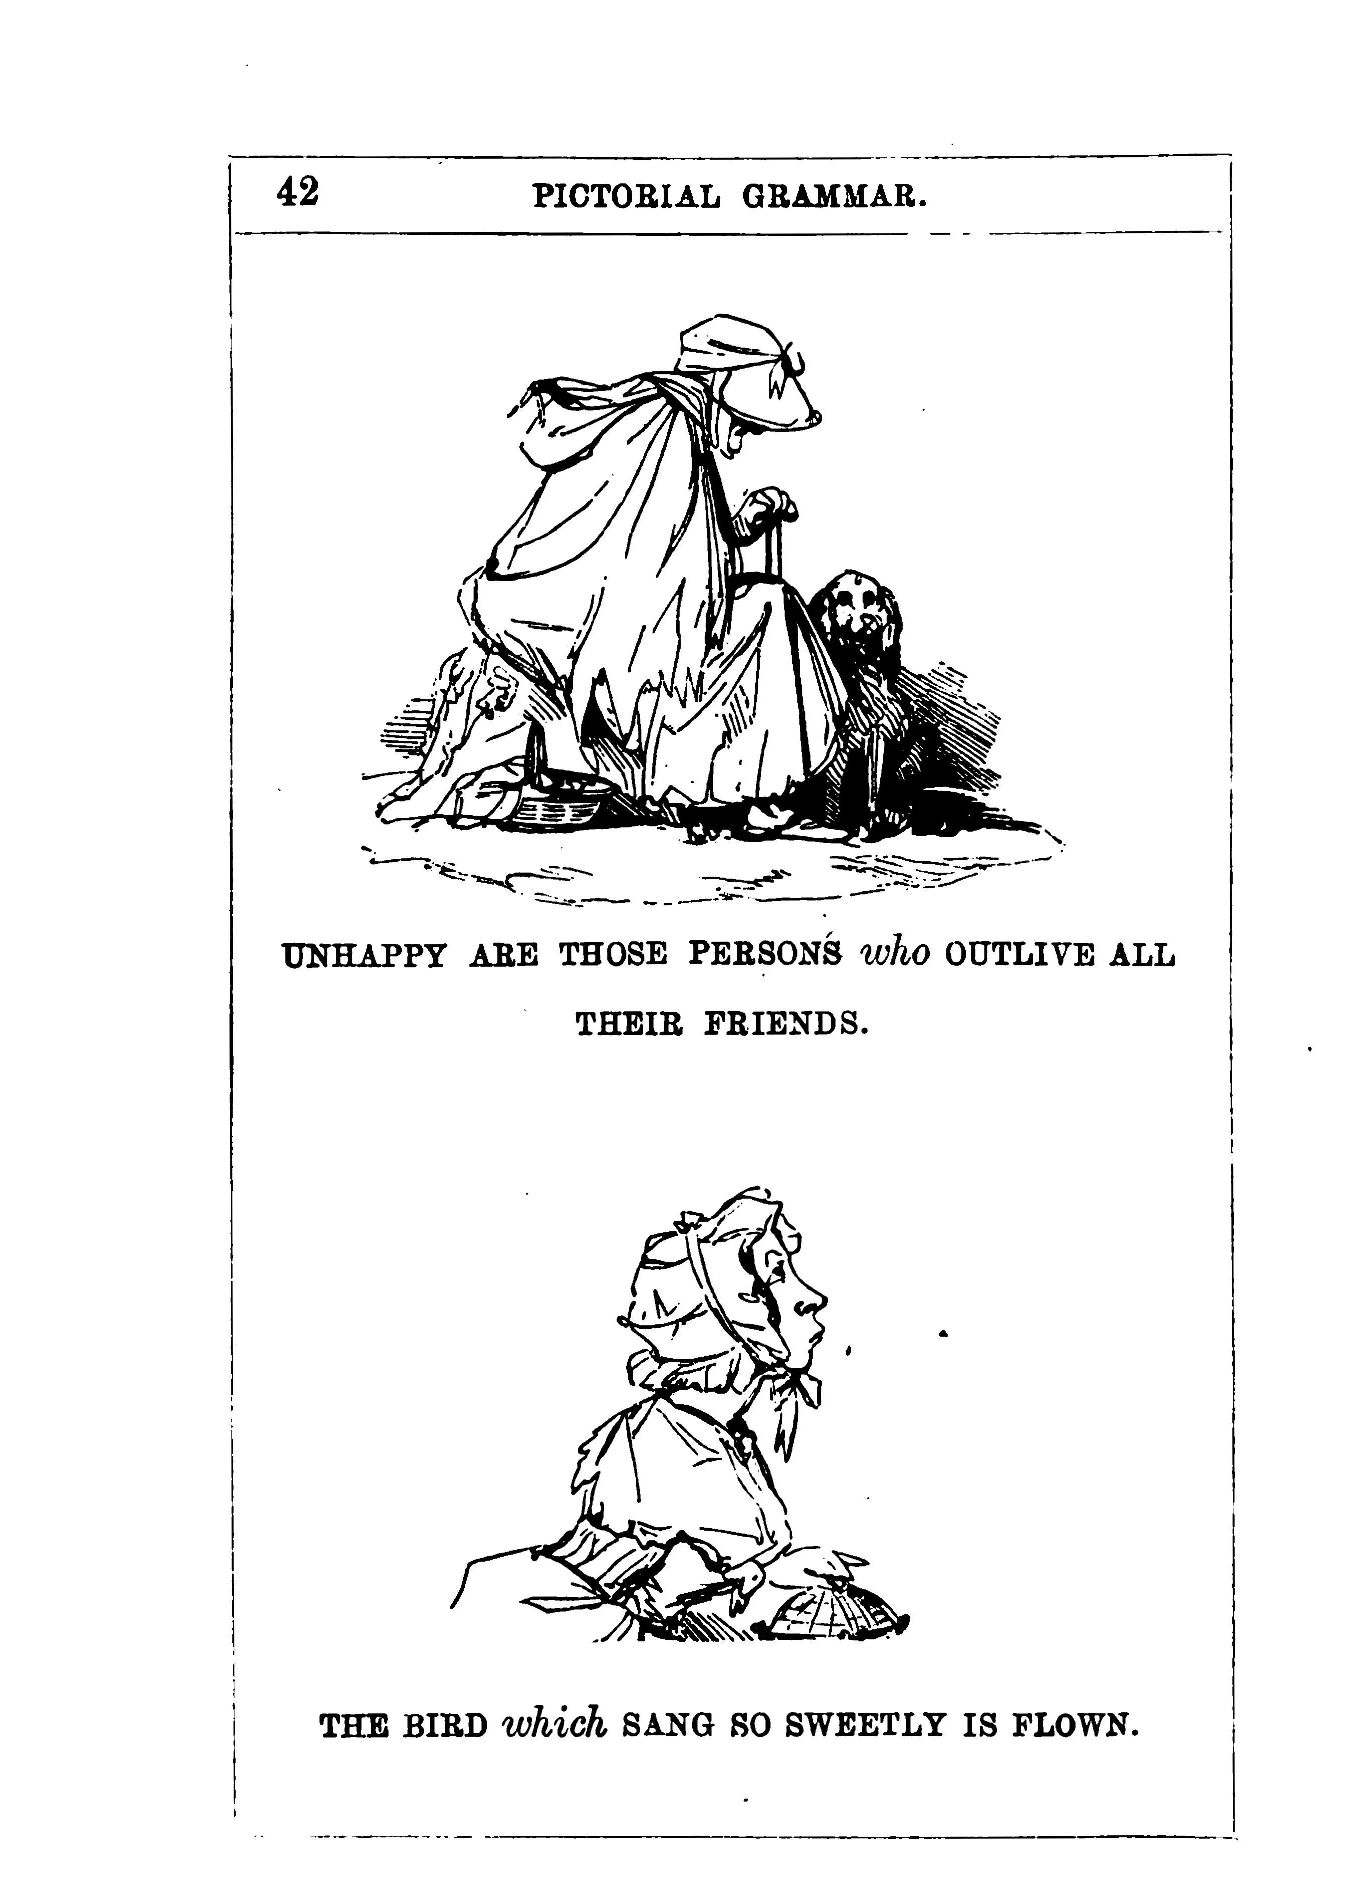 42
PICTORIAL GRAMMAR.
UNHAPPY ARE THOSE PERSONS who OUTLIVE ALL
THEIR FRIENDS.
THE BIRD which SANG SO SWEETLY IS FLOWN.